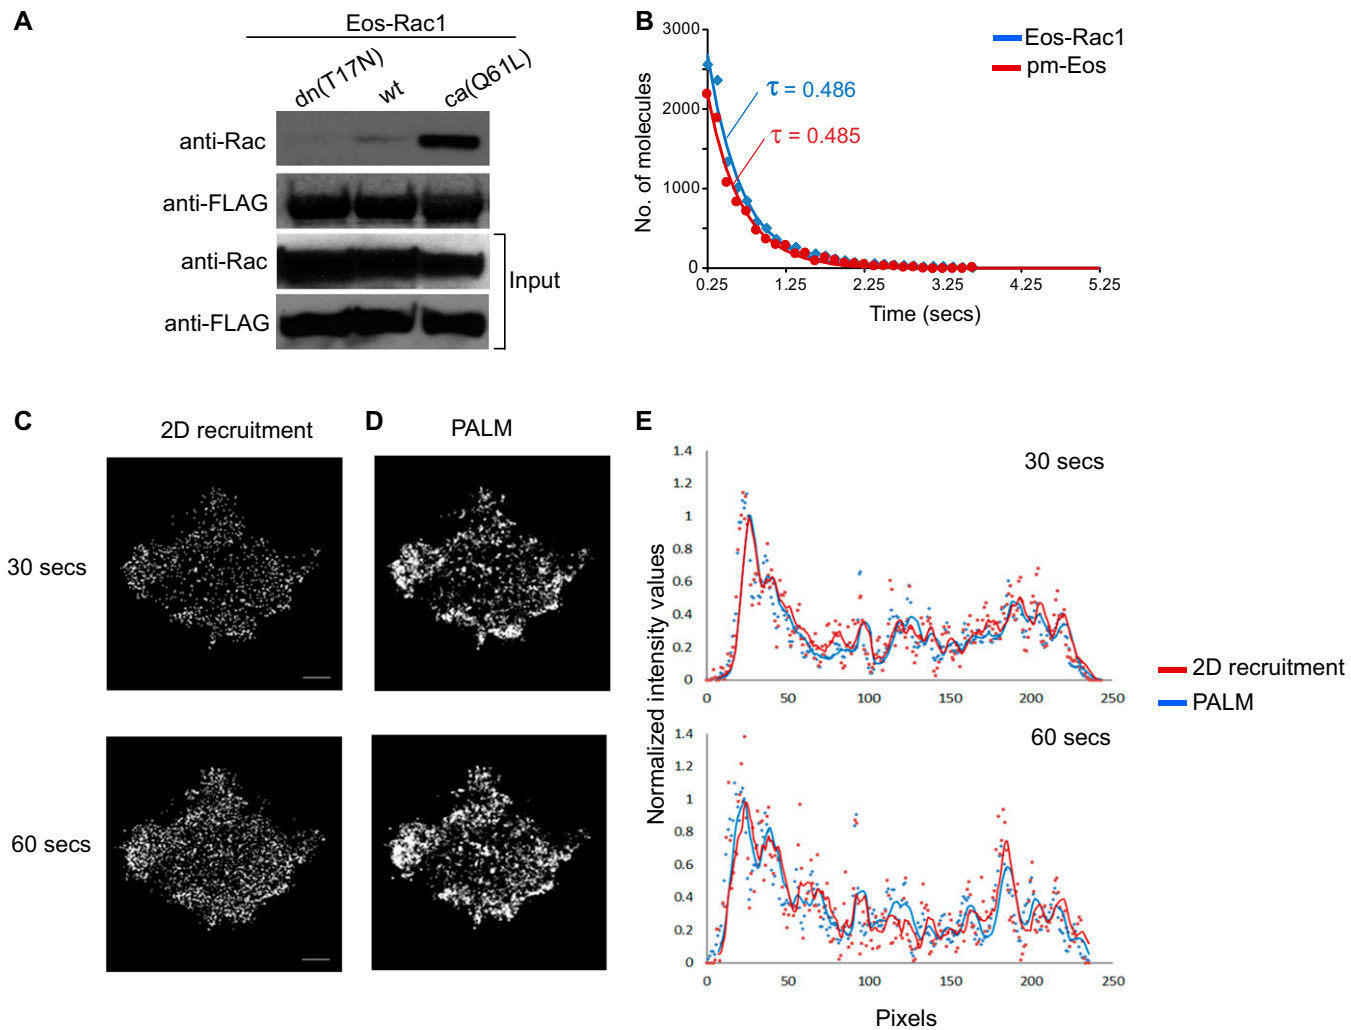 A
Eos-Rac1
dn(T17N)
wt
ca(Q61L)
anti-Rac
anti-FLAG
anti-Rac
anti-FLAG
Input
B
3000
2000
1000
0
No. of molecules
0.25
1.25
2.25
3.25
4.25
5.25
Time (secs)
Eos-Rac1
pm-Eos
τ = 0.486
τ = 0.485
C
2D recruitment
D
PALM
30 secs
60 secs
E
30 secs
1.4
1.2
1
0.8
0.6
0.4
0.2
0
0
50
100
150
200
250
60 secs
1.4
1.2
1
0.8
0.6
0.4
0.2
0
0
50
100
150
200
250
Normalized intensity values
Pixels
2D recruitment
PALM